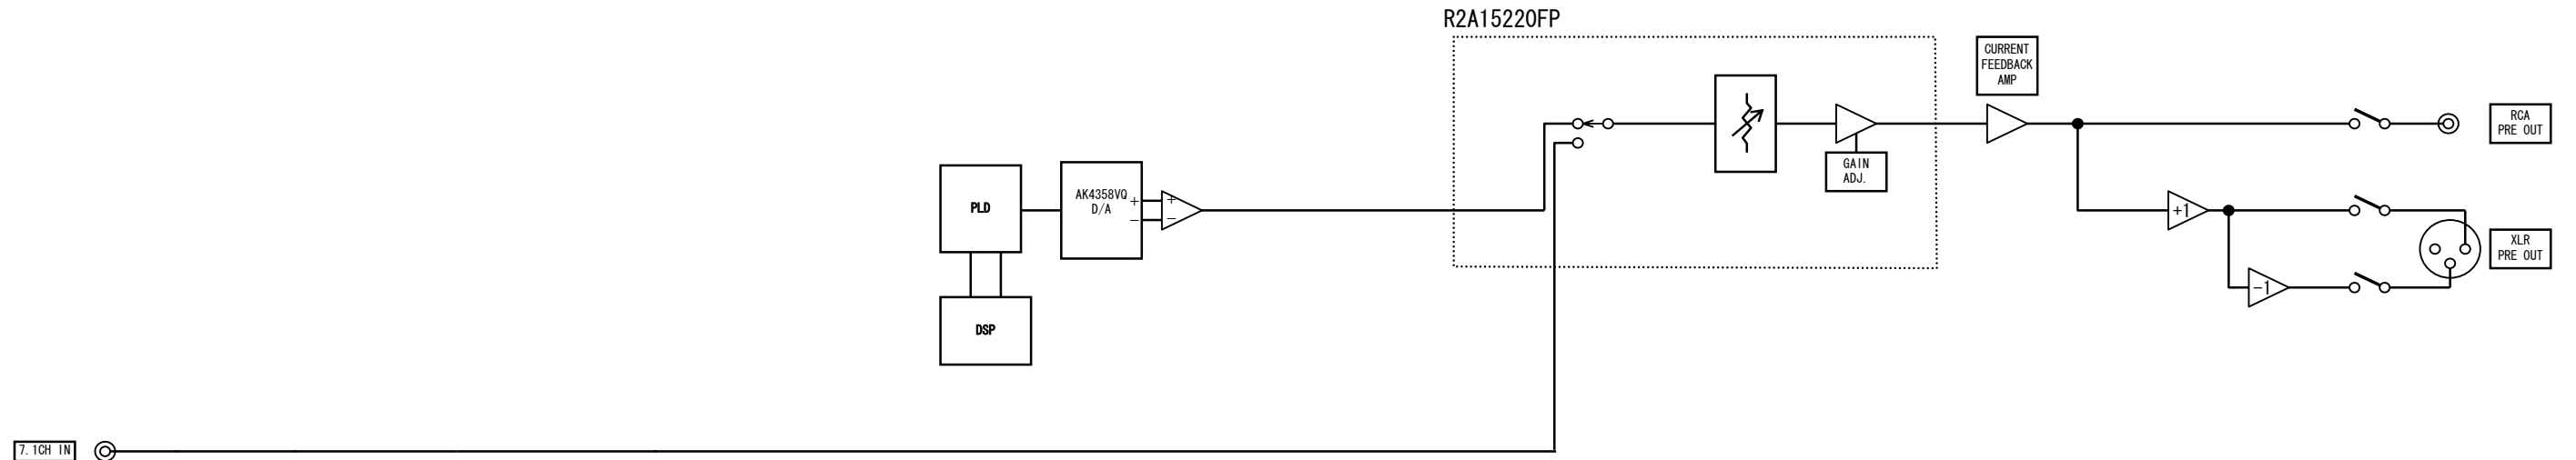 R2A15220FP
CURRENT
FEEDBACK
AMP
RCA
PRE OUT
GAIN
ADJ.
PLD
AK4358VQ
D/A
+
-
+
-
+1
XLR
PRE OUT
-1
DSP
7.1CH IN